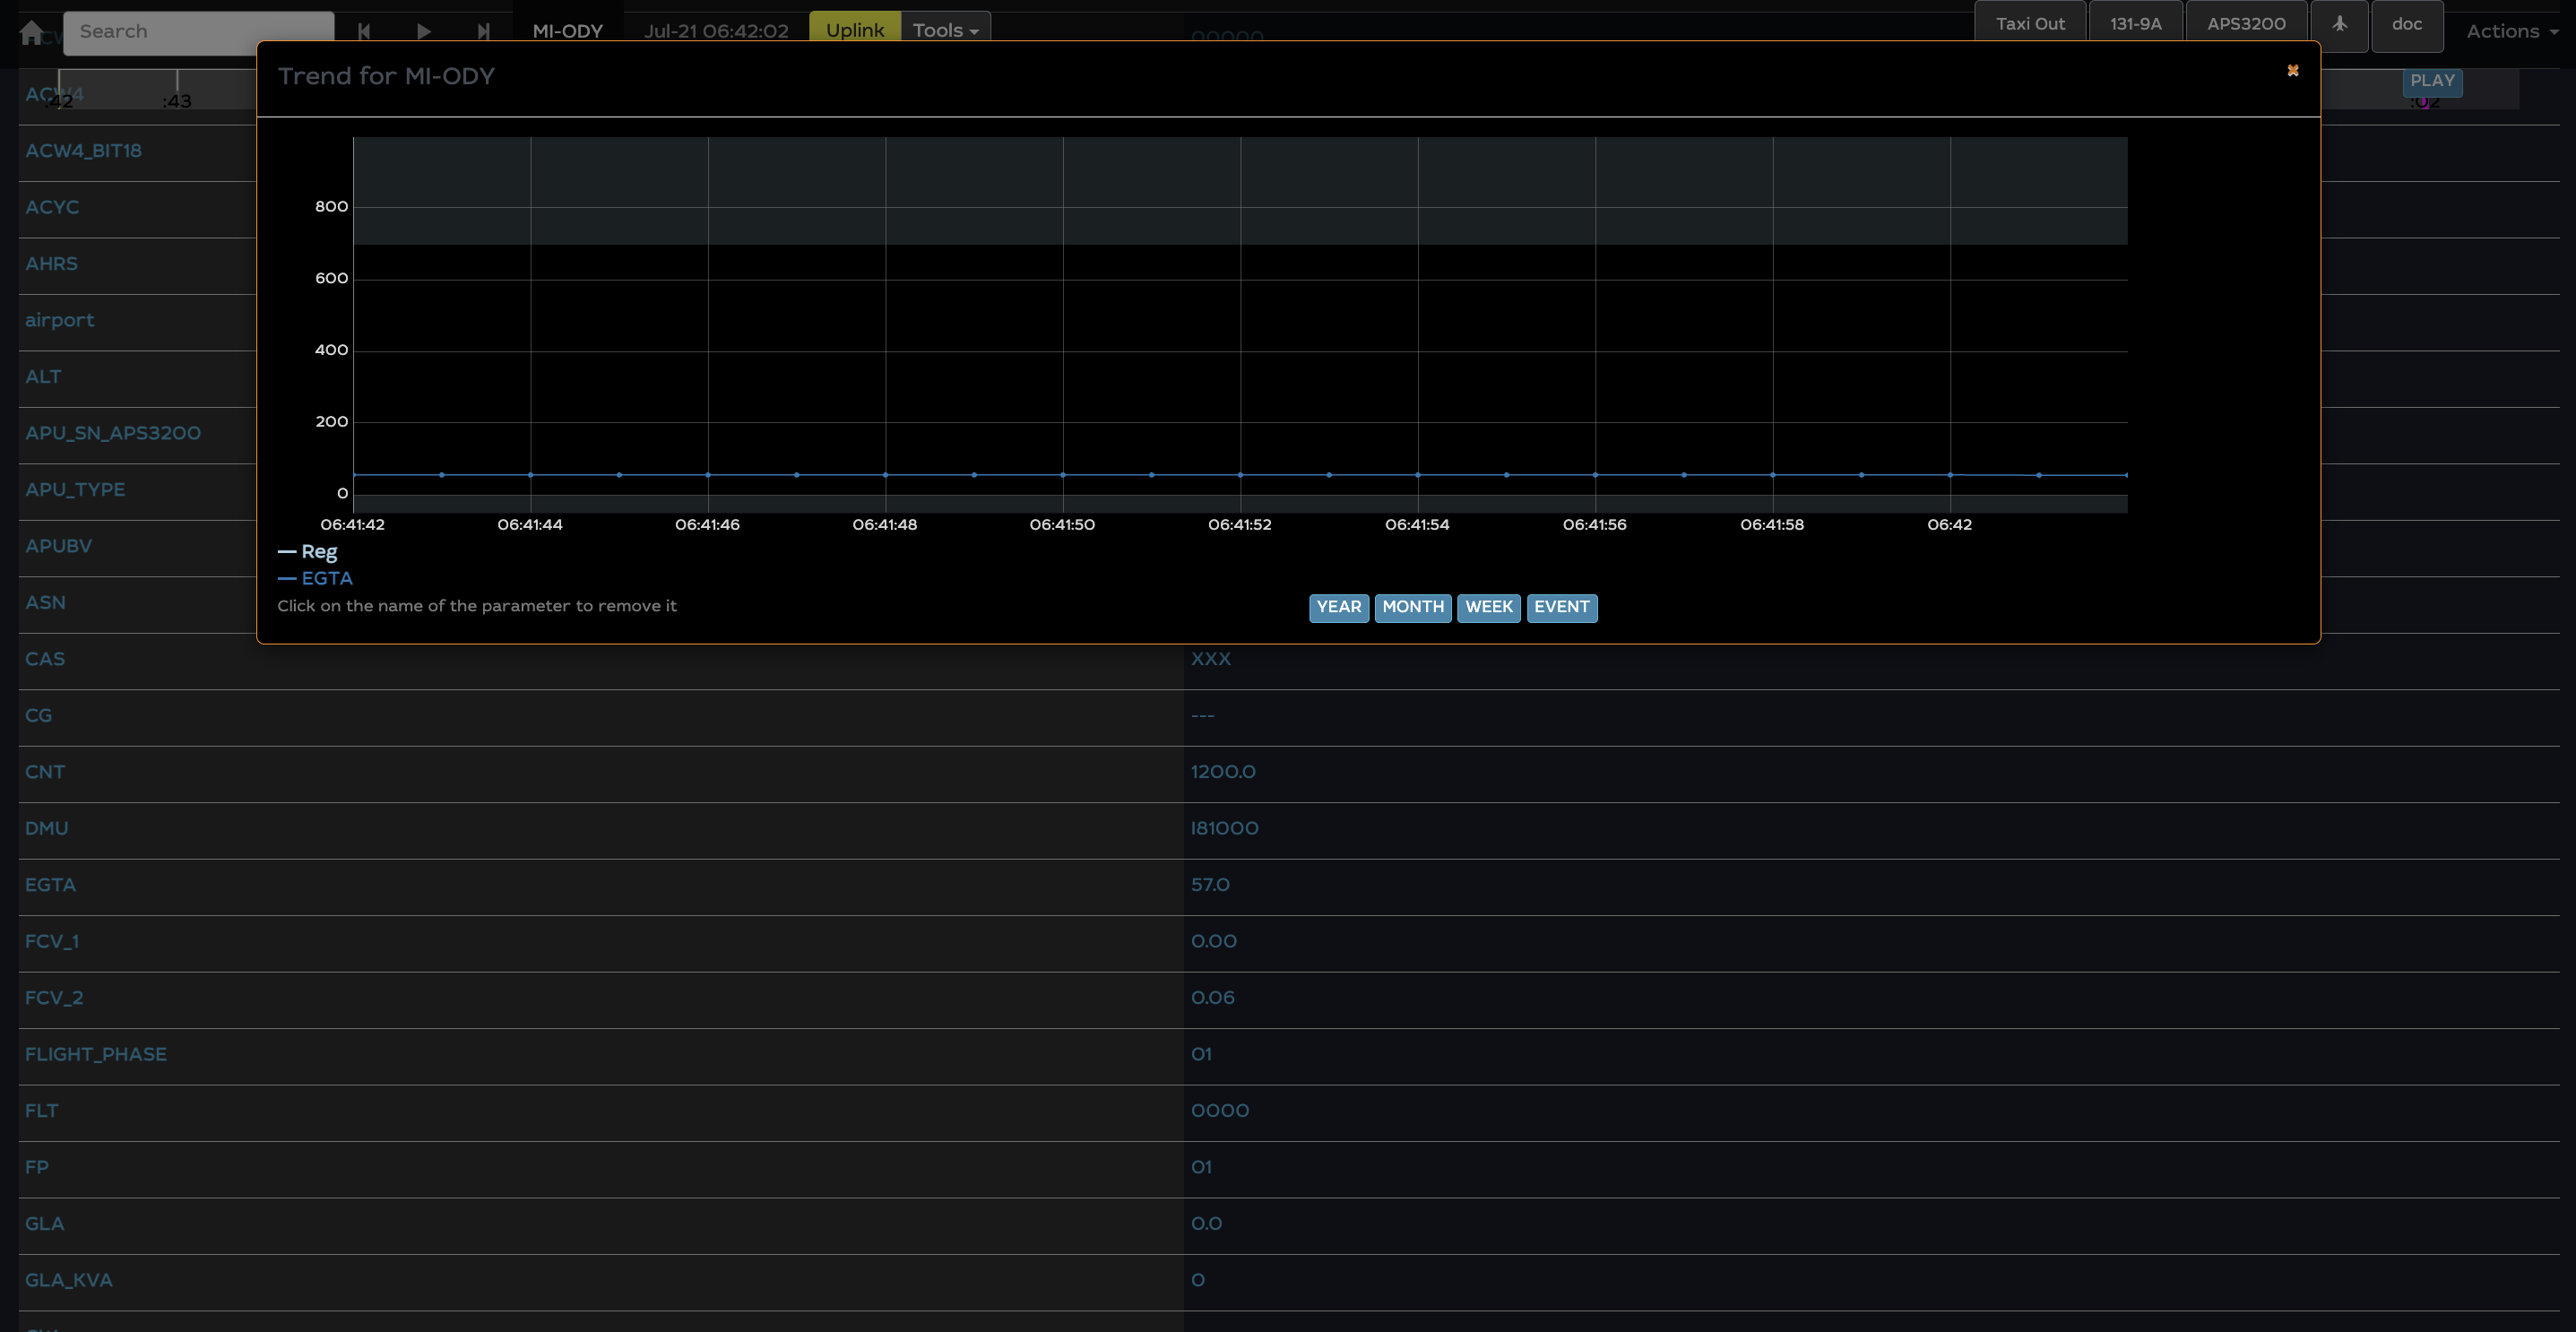 Search
MI-ODY
Jul-21 06:42:02
Uplink
Tools
Taxi Out
131-9A
APS3200
doc
Actions
Trend for MI-ODY
PLAY
:42
:43
:02
800
600
400
200
0
06:41:42
06:41:44
06:41:46
06:41:48
06:41:50
06:41:52
06:41:54
06:41:56
06:41:58
06:42
Reg
EGTA
Click on the name of the parameter to remove it
YEAR
MONTH
WEEK
EVENT
ACW4
ACW4_BIT18
ACYC
AHRS
airport
ALT
APU_SN_APS3200
APU_TYPE
APUBV
ASN
CAS XXX
CG ---
CNT 1200.0
DMU I81000
EGTA 57.0
FCV_1 0.00
FCV_2 0.06
FLIGHT_PHASE 01
FLT 0000
FP 01
GLA 0.0
GLA_KVA 0